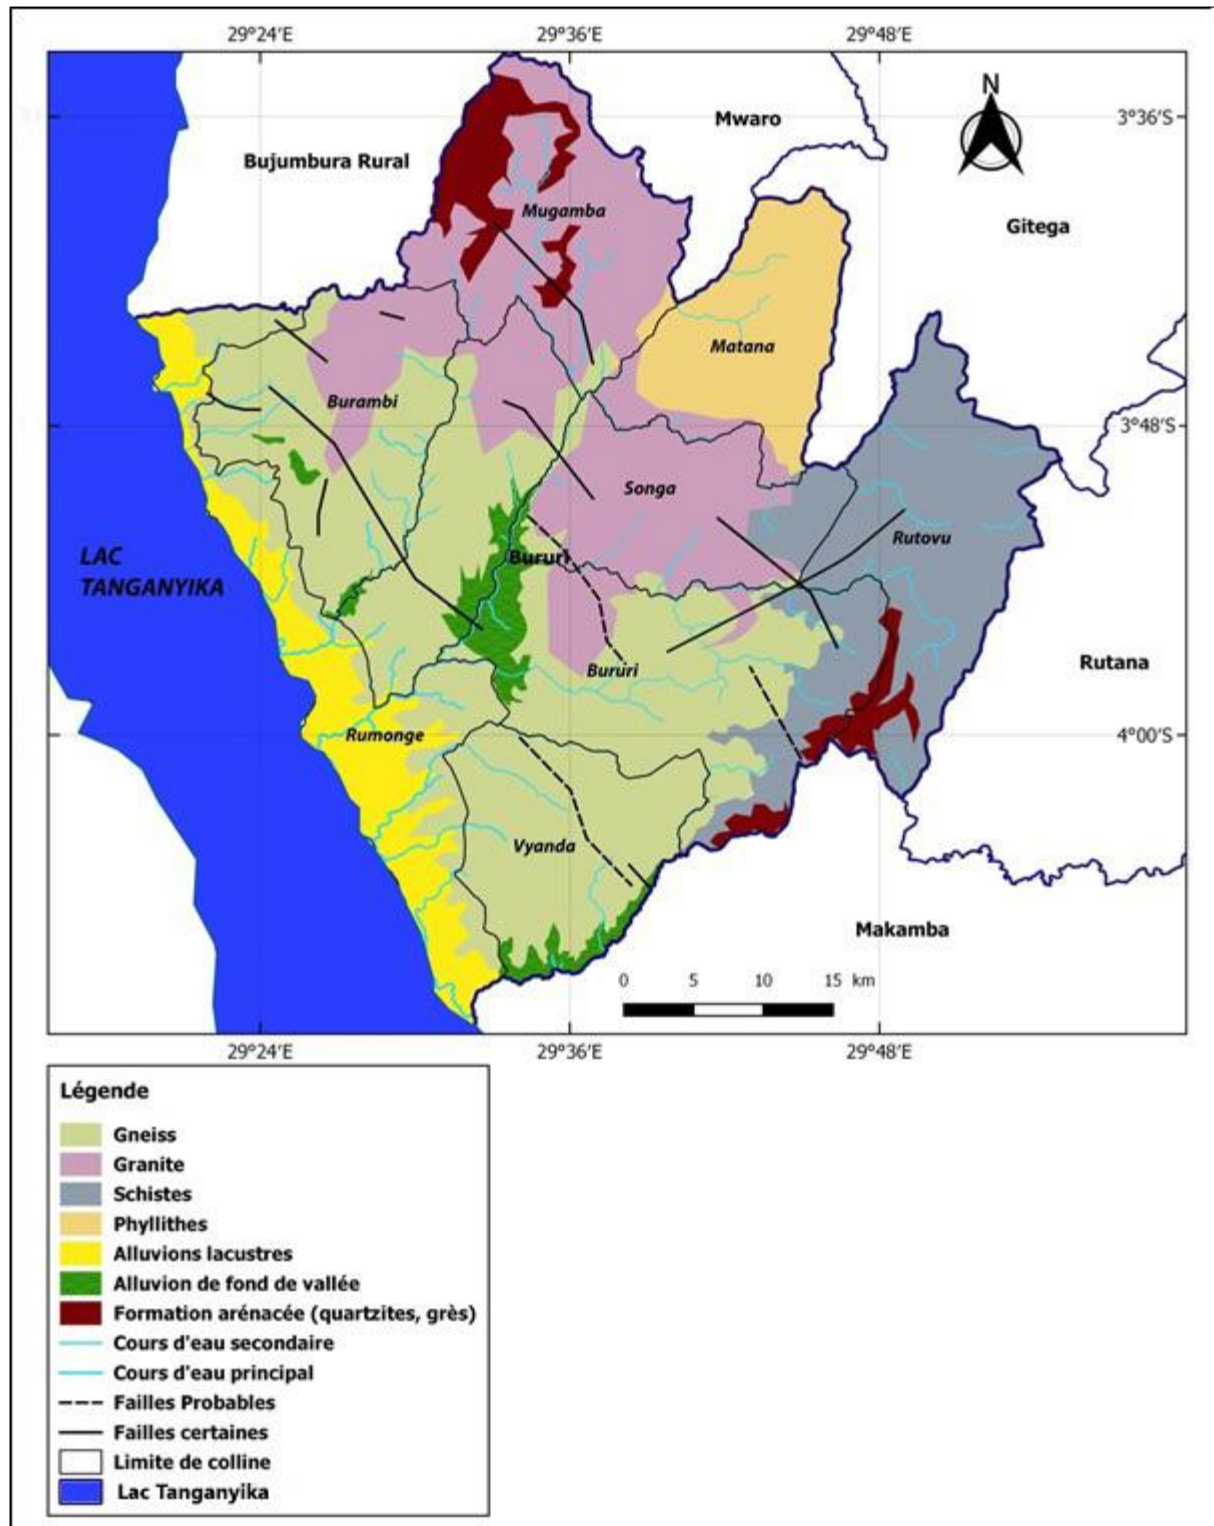 29°24′E
29°36′E
29°48′E
N
3°36′S
Mwaro
Bujumbura Rural
Mugamba
Gitega
Matana
Burambi
3°48′S
Songa
Rutovu
LAC
TANGANYIKA
Bururi
Rutana
Bururi
Rumonge
4°00′S
Vyanda
Makamba
0 5 10 15 km
29°24′E
29°36′E
29°48′E
Légende
Gneiss
Granite
Schistes
Phyllithes
Alluvions lacustres
Alluvion de fond de vallée
Formation arénacée (quartzites, grès)
Cours d'eau secondaire
Cours d'eau principal
Failles Probables
Failles certaines
Limite de colline
Lac Tanganyika